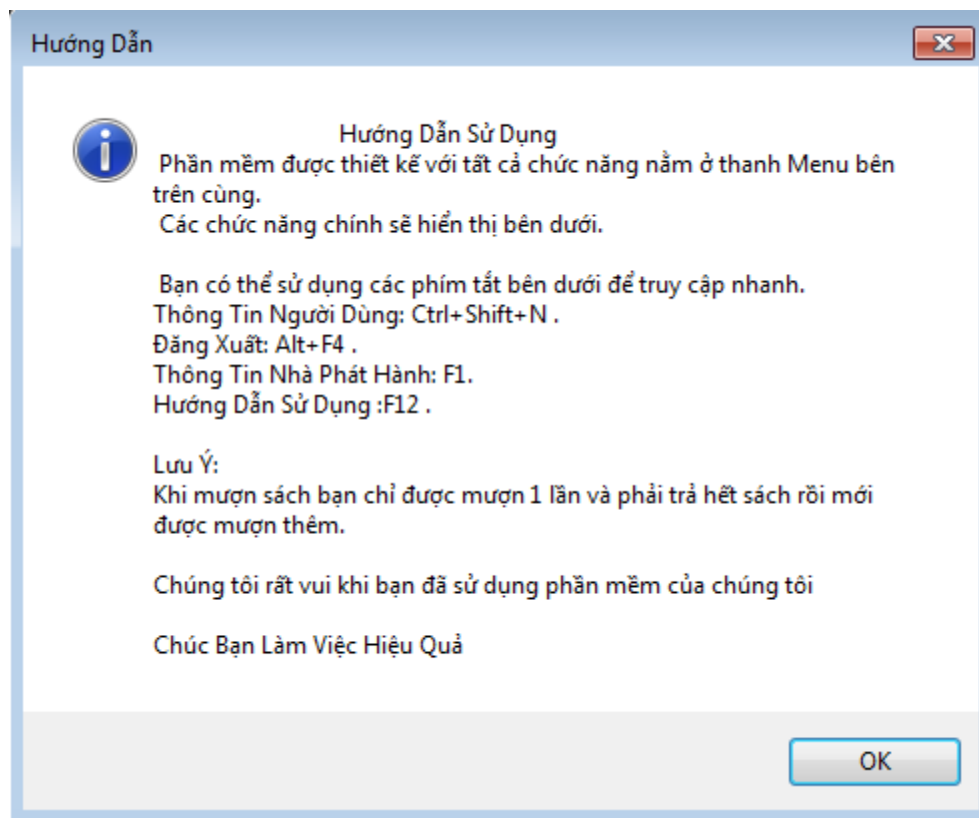 Hướng Dẫn
Hướng Dẫn Sử Dụng
Phần mềm được thiết kế với tất cả chức năng nằm ở thanh Menu bên
trên cùng.
Các chức năng chính sẽ hiển thị bên dưới.
Bạn có thể sử dụng các phím tắt bên dưới để truy cập nhanh.
Thông Tin Người Dùng: Ctrl+Shift+N .
Đăng Xuất: Alt+F4 .
Thông Tin Nhà Phát Hành: F1.
Hướng Dẫn Sử Dụng :F12 .
Lưu Ý:
Khi mượn sách bạn chỉ được mượn 1 lần và phải trả hết sách rồi mới
được mượn thêm.
Chúng tôi rất vui khi bạn đã sử dụng phần mềm của chúng tôi
Chúc Bạn Làm Việc Hiệu Quả
OK